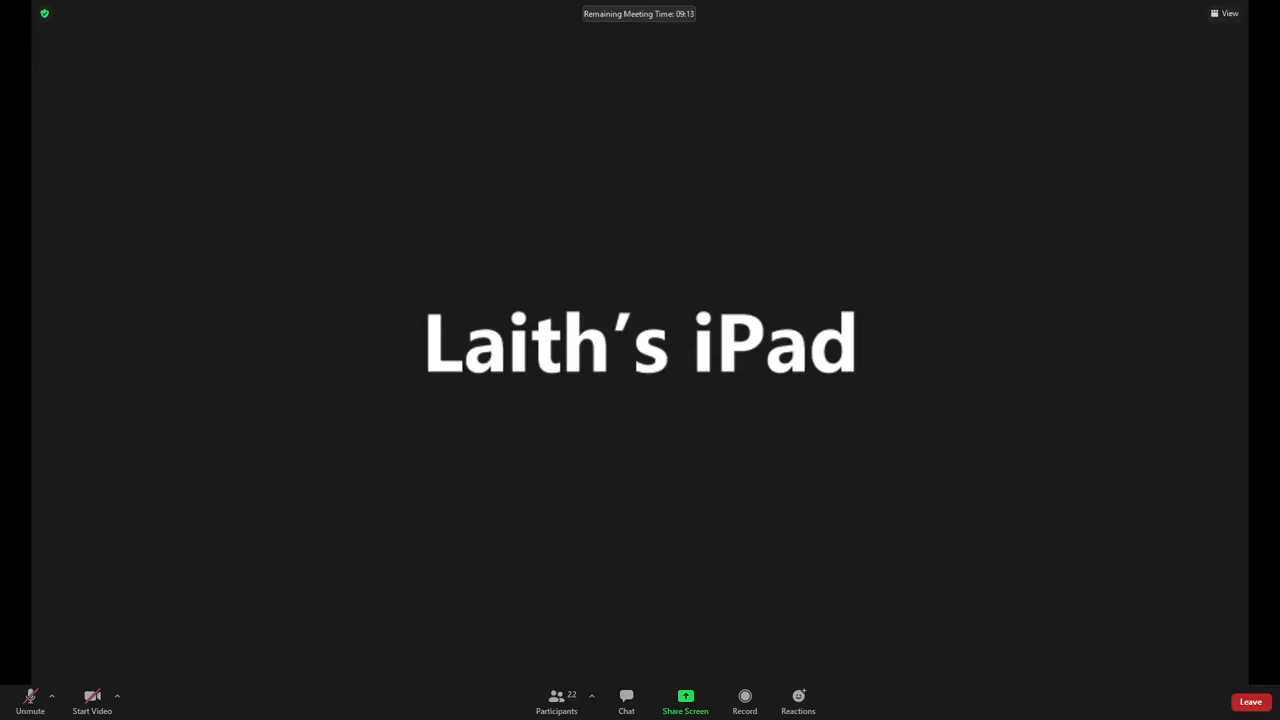 Remaining Meeting Time: 09:13
View
Laith's iPad
Unmute
Start Video
22
Participants
Chat
Share Screen
Record
Reactions
Leave